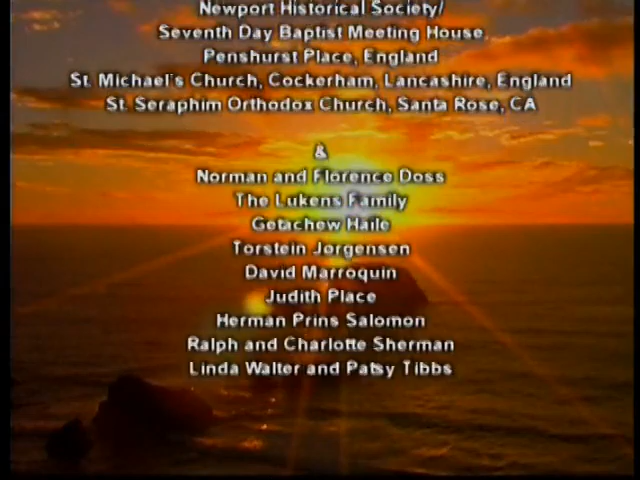 Newport Historical Society/
Seventh Day Baptist Meeting House
Penshurst Place, England
St. Michael's Church, Cockerham, Lancashire, England
St. Seraphim Orthodox Church, Santa Rose, CA
&
Norman and Florence Doss
The Lukens Family
Getachew Haile
Torstein Jørgensen
David Marroquin
Judith Place
Herman Prins Salomon
Ralph and Charlotte Sherman
Linda Walter and Patsy Tibbs